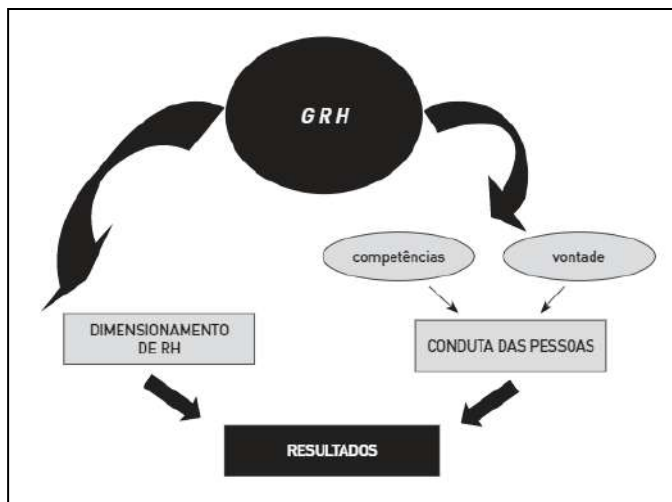 GRH
competências
vontade
DIMENSIONAMENTO
DE RH
CONDUTA DAS PESSOAS
RESULTADOS